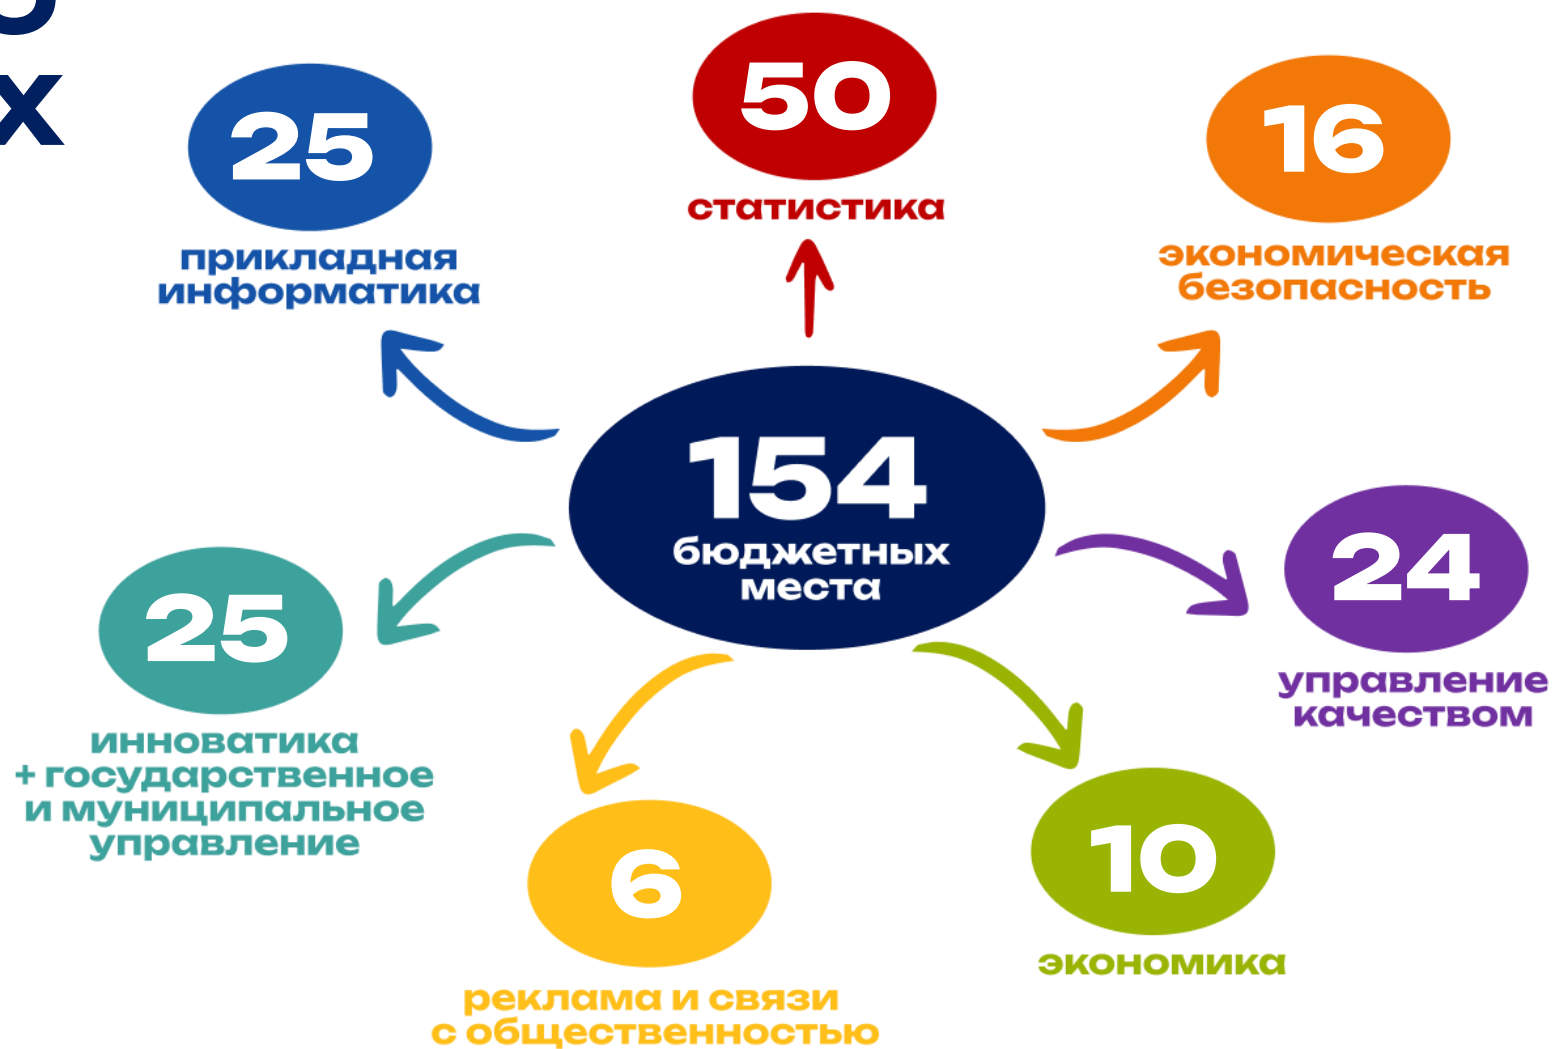 х
25
прикладная
информатика
50
статистика
16
экономическая
безопасность
154
бюджетных
места
25
инноватика
+ государственное
и муниципальное
управление
6
реклама и связи
с общественностью
10
экономика
24
управление
качеством